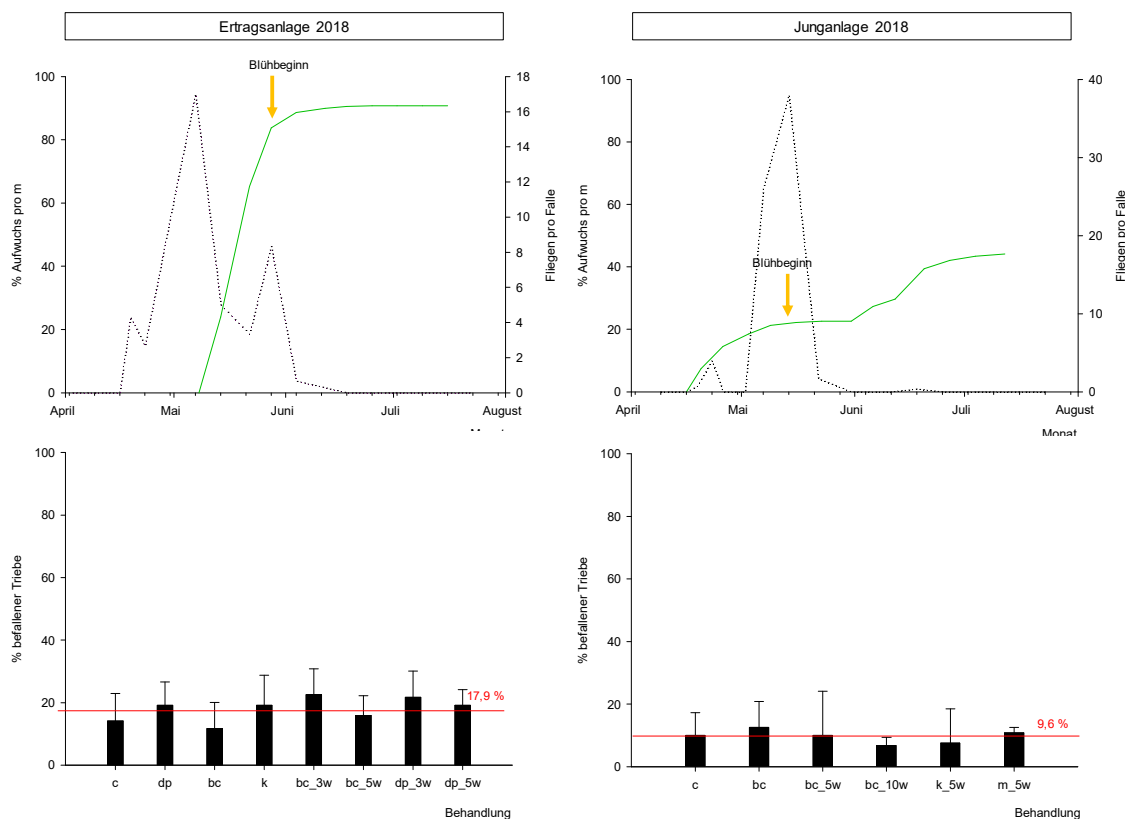 Ertragsanlage 2018
Blühbeginn
% Aufwuchs pro m
100
80
60
40
20
0
18
16
14
12
10
8
6
4
2
0
Fliegen pro Falle
April Mai Juni Juli August
Junganlage 2018
Blühbeginn
% Aufwuchs pro m
100
80
60
40
20
0
40
30
20
10
0
Fliegen pro Falle
April Mai Juni Juli August
Monat
% befallener Triebe
100
80
60
40
20
0
17,9 %
c dp bc k bc_3w bc_5w dp_3w dp_5w
Behandlung
% befallener Triebe
100
80
60
40
20
0
9,6 %
c bc bc_5w bc_10w k_5w m_5w
Behandlung